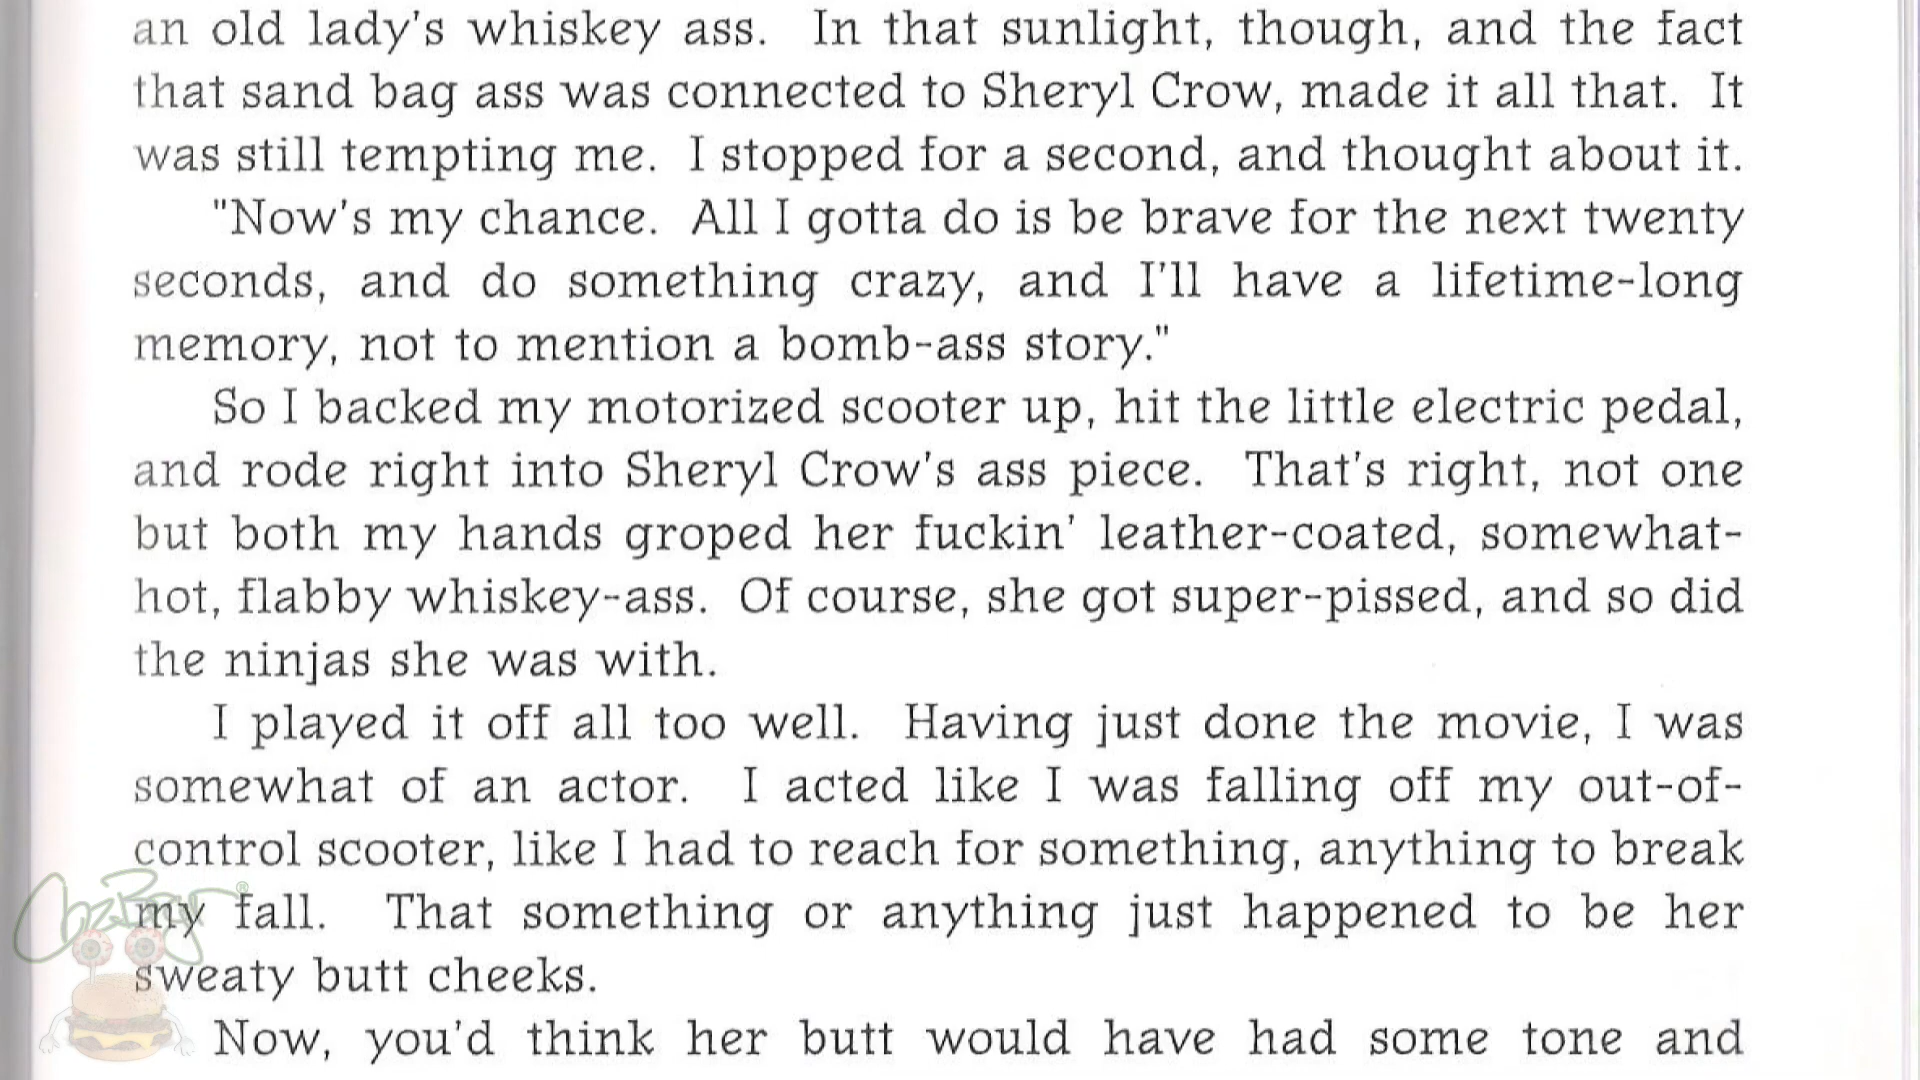 an old lady's whiskey ass. In that sunlight, though, and the fact
that sand bag ass was connected to Sheryl Crow, made it all that. It
was still tempting me. I stopped for a second, and thought about it.
"Now's my chance. All I gotta do is be brave for the next twenty
seconds, and do something crazy, and I'll have a lifetime-long
memory, not to mention a bomb-ass story."
So I backed my motorized scooter up, hit the little electric pedal,
and rode right into Sheryl Crow's ass piece. That's right, not one
but both my hands groped her fuckin' leather-coated, somewhat-
hot, flabby whiskey-ass. Of course, she got super-pissed, and so did
the ninjas she was with.
I played it off all too well. Having just done the movie, I was
somewhat of an actor. I acted like I was falling off my out-of-
control scooter, like I had to reach for something, anything to break
my fall. That something or anything just happened to be her
sweaty butt cheeks.
Now, you'd think her butt would have had some tone and